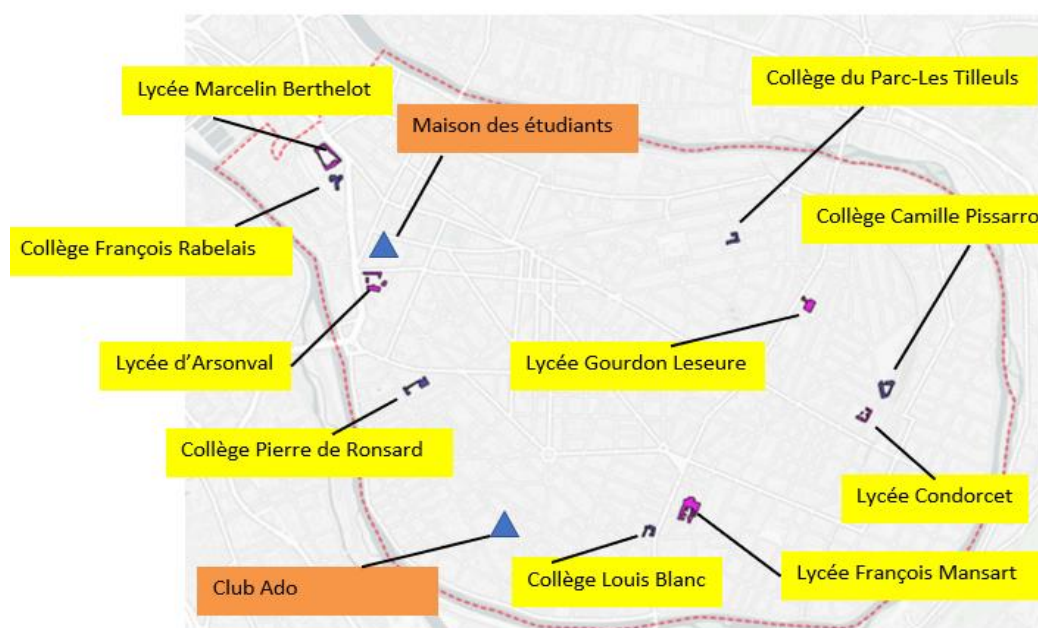 Collège du Parc-Les Tilleuls
Lycée Marcelin Berthelot
Maison des étudiants
Collège Camille Pissarro
Collège François Rabelais
Lycée d’Arsonval
Lycée Gourdon Leseure
Collège Pierre de Ronsard
Lycée Condorcet
Lycée François Mansart
Collège Louis Blanc
Club Ado